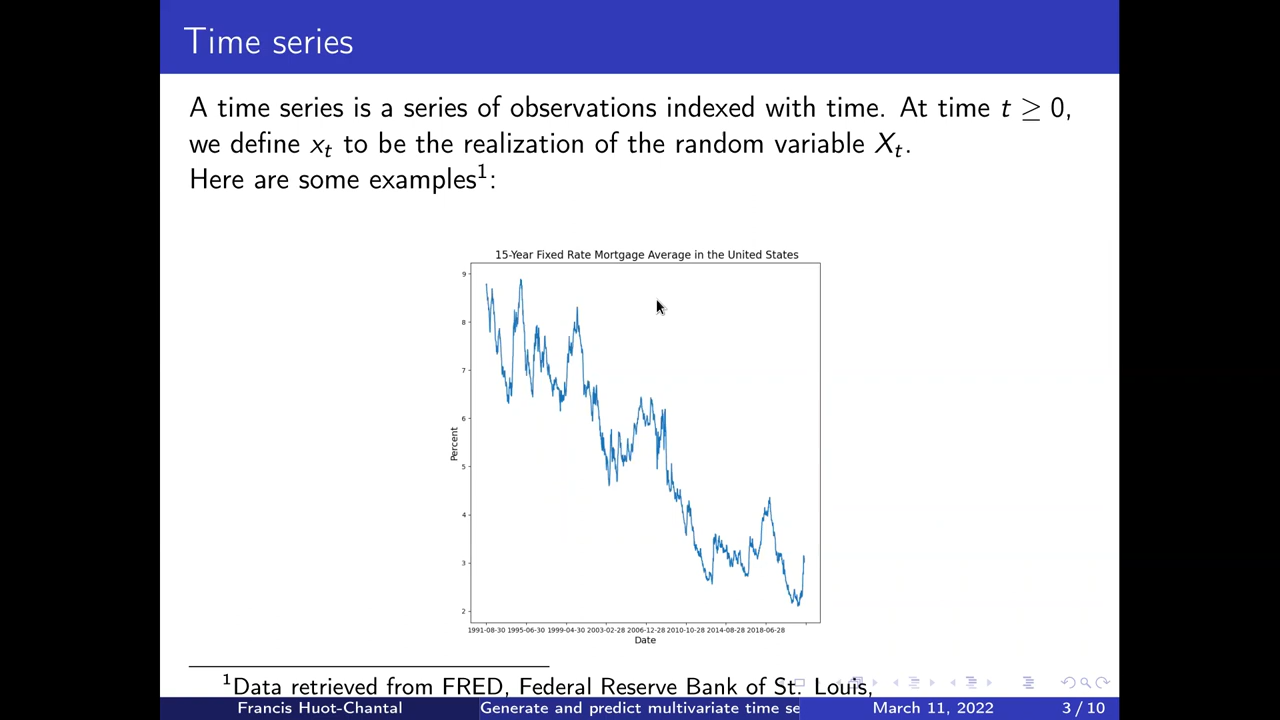 Time series
A time series is a series of observations indexed with time. At time t ≥ 0,
we define xₜ to be the realization of the random variable Xₜ.
Here are some examples¹:
15-Year Fixed Rate Mortgage Average in the United States
9
8
7
6
5
4
3
2
Percent
1991-08-30 1995-06-30 1999-04-30 2003-02-28 2006-12-28 2010-10-28 2014-08-28 2018-06-28
Date
¹Data retrieved from FRED, Federal Reserve Bank of St. Louis,
Francis Huot-Chantal Generate and predict multivariate time se March 11, 2022 3 / 10